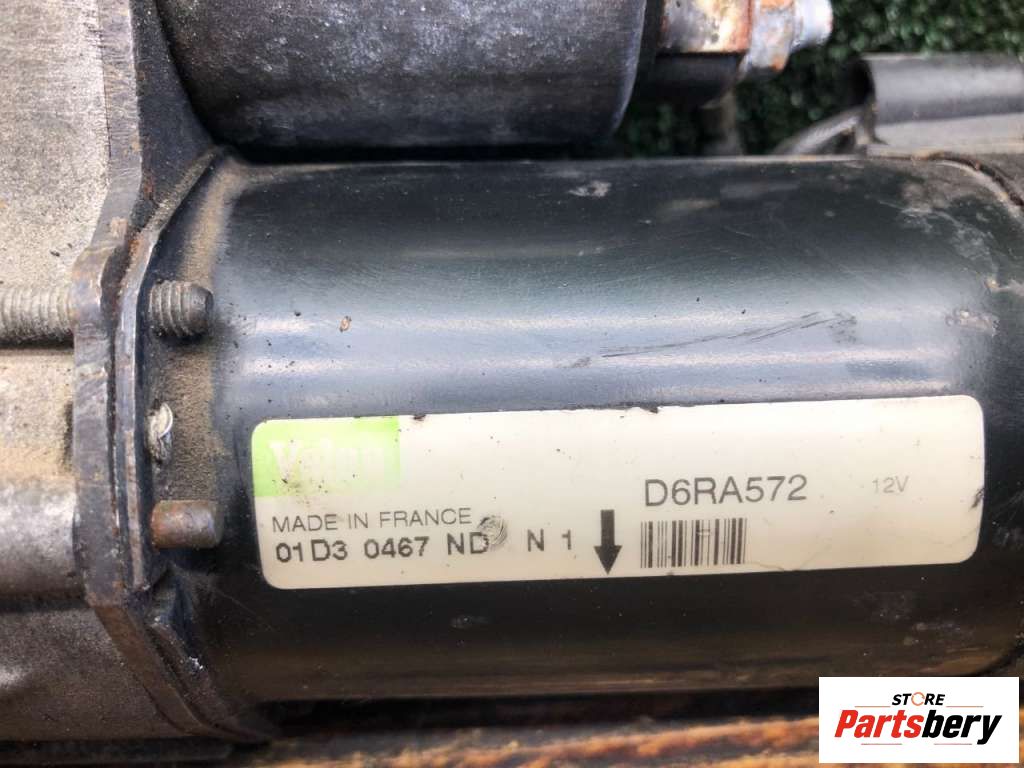 Valeo
D6RA572 12V
MADE IN FRANCE
01D3 0467 ND N 1
STORE
Partsbery